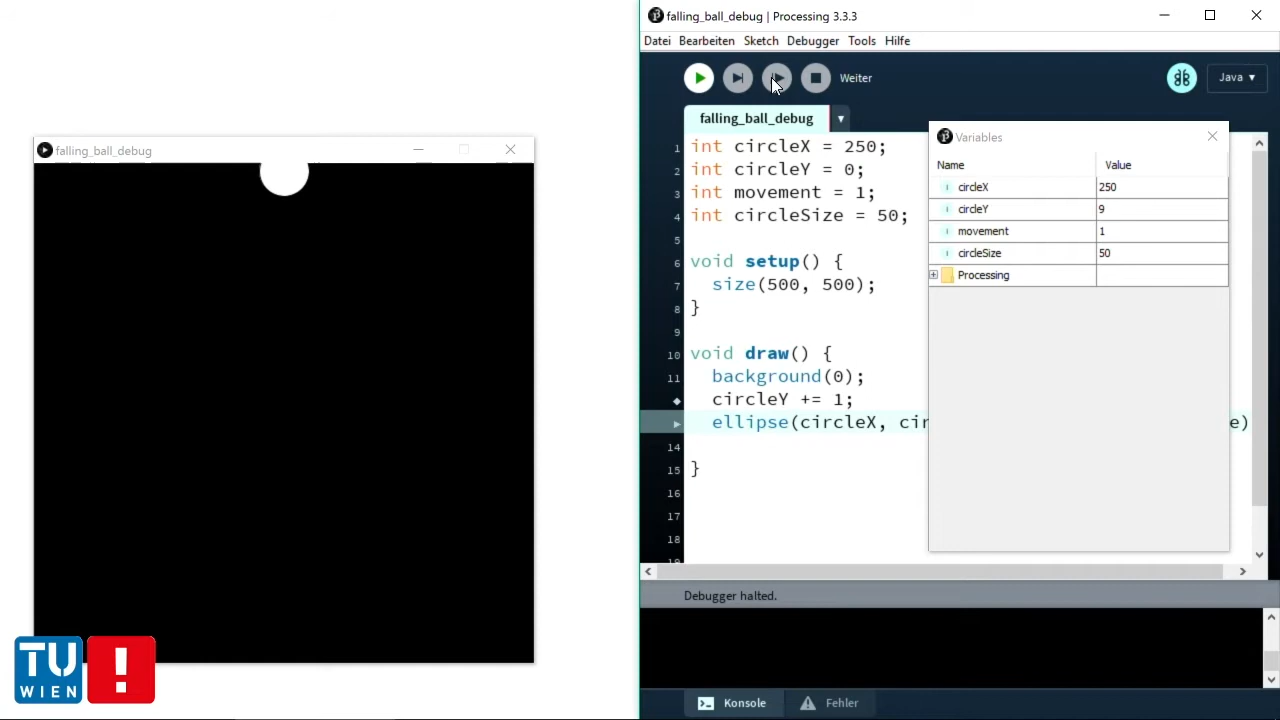 falling_ball_debug
TU
WIEN
!
falling_ball_debug | Processing 3.3.3
Datei Bearbeiten Sketch Debugger Tools Hilfe
Weiter
Java ▾
falling_ball_debug ▾
1 int circleX = 250;
2 int circleY = 0;
3 int movement = 1;
4 int circleSize = 50;
5
6 void setup() {
7 size(500, 500);
8 }
9
10 void draw() {
11 background(0);
circleY += 1;
ellipse(circleX, cir e)
14
15 }
16
17
18
19
Variables
Name Value
circleX 250
circleY 9
movement 1
circleSize 50
Processing
Debugger halted.
Konsole Fehler